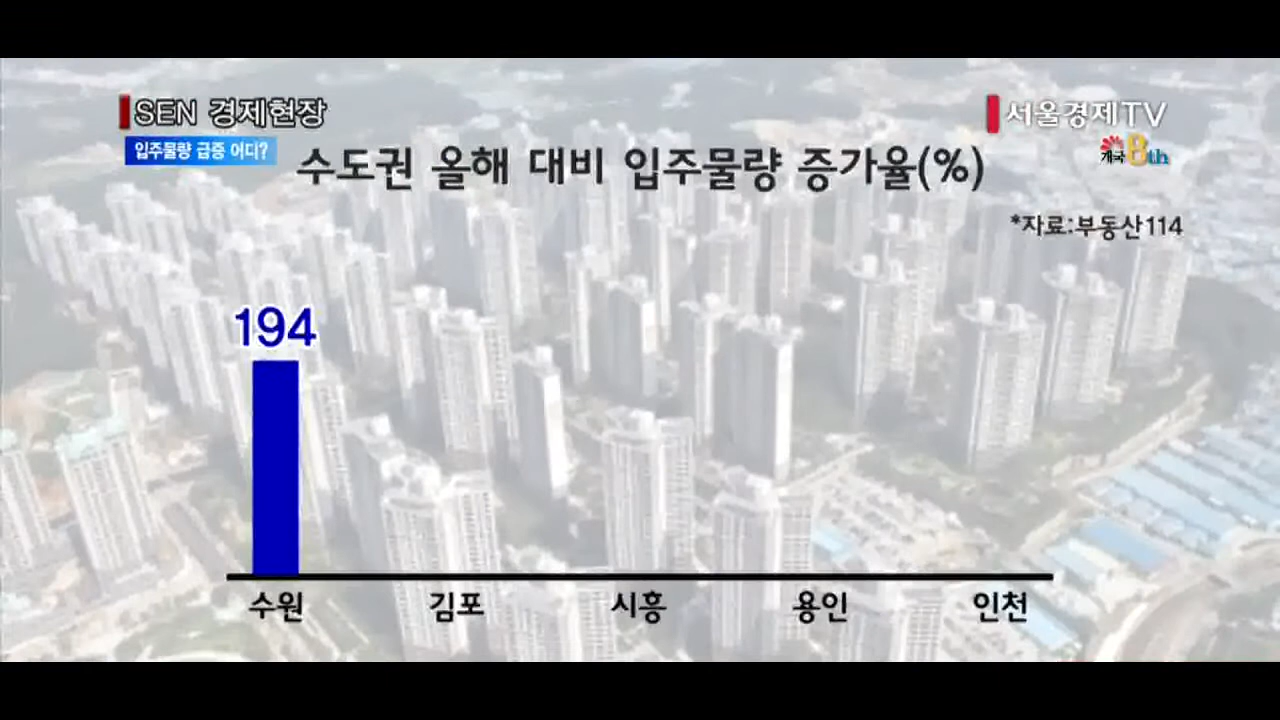 SEN 경제현장
서울경제TV
입주물량 급증 어디?
개국 8th
수도권 올해 대비 입주물량 증가율(%)
*자료:부동산114
194
수원 김포 시흥 용인 인천